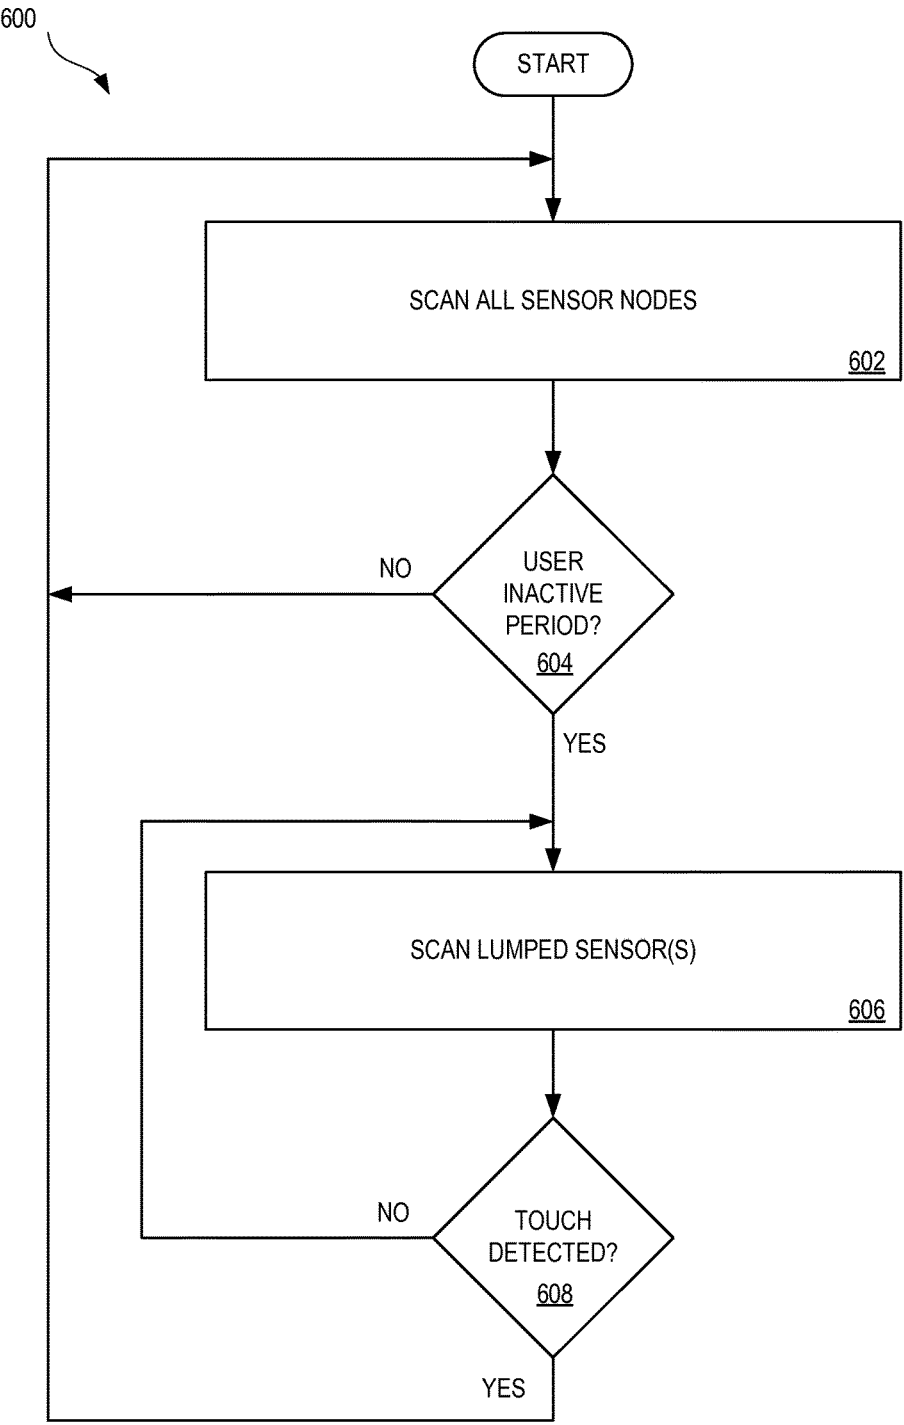 600
START
SCAN ALL SENSOR NODES
602
NO
USER
INACTIVE
PERIOD?
604
YES
SCAN LUMPED SENSOR(S)
606
NO
TOUCH
DETECTED?
608
YES